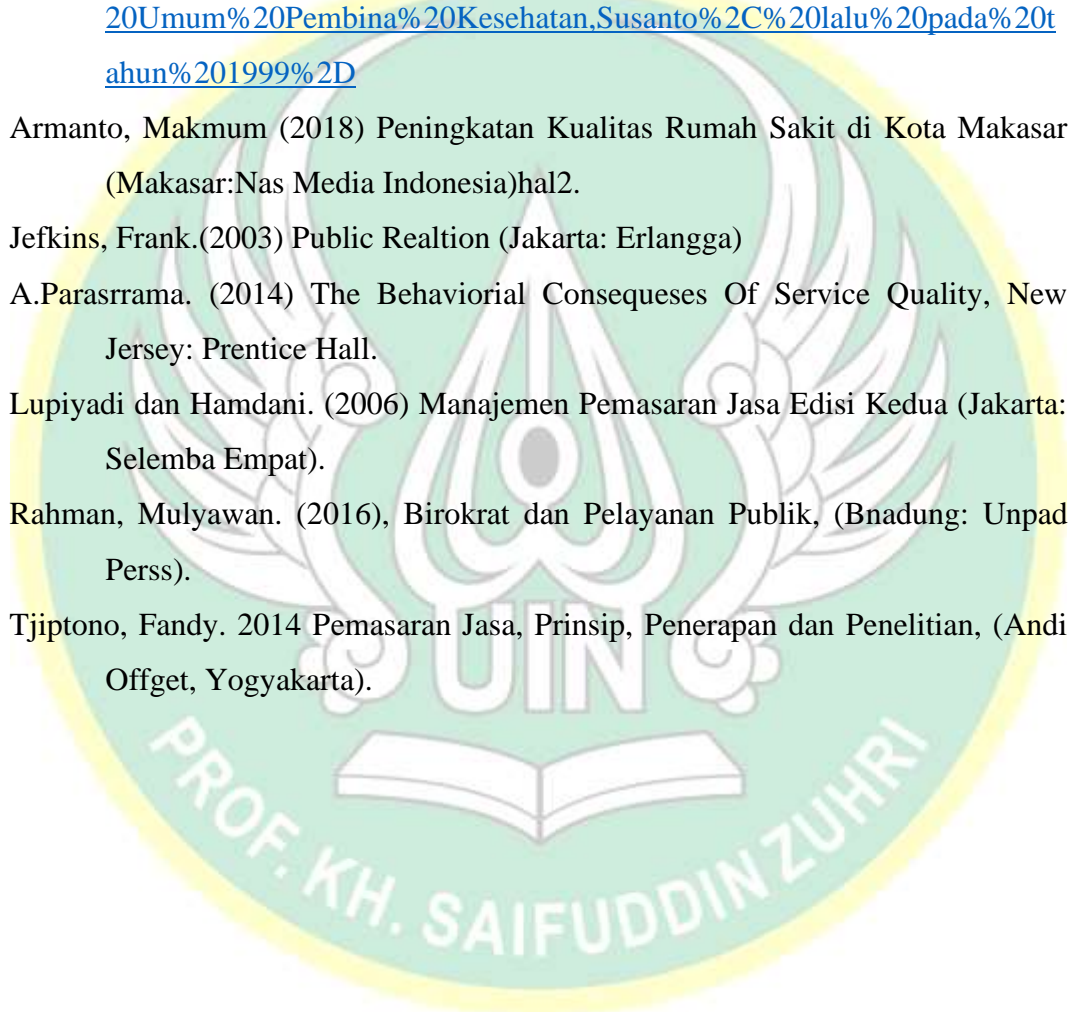 20Umum%20Pembina%20Kesehatan,Susanto%2C%20lalu%20pada%20t
ahun%201999%2D
Armanto, Makmum (2018) Peningkatan Kualitas Rumah Sakit di Kota Makasar
(Makasar:Nas Media Indonesia)hal2.
Jefkins, Frank.(2003) Public Realtion (Jakarta: Erlangga)
A.Parasrrama. (2014) The Behaviorial Consequeses Of Service Quality, New
Jersey: Prentice Hall.
Lupiyadi dan Hamdani. (2006) Manajemen Pemasaran Jasa Edisi Kedua (Jakarta:
Selemba Empat).
Rahman, Mulyawan. (2016), Birokrat dan Pelayanan Publik, (Bnadung: Unpad
Perss).
Tjiptono, Fandy. 2014 Pemasaran Jasa, Prinsip, Penerapan dan Penelitian, (Andi
Offget, Yogyakarta).
UIN
PROF. KH. SAIFUDDIN ZUHRI